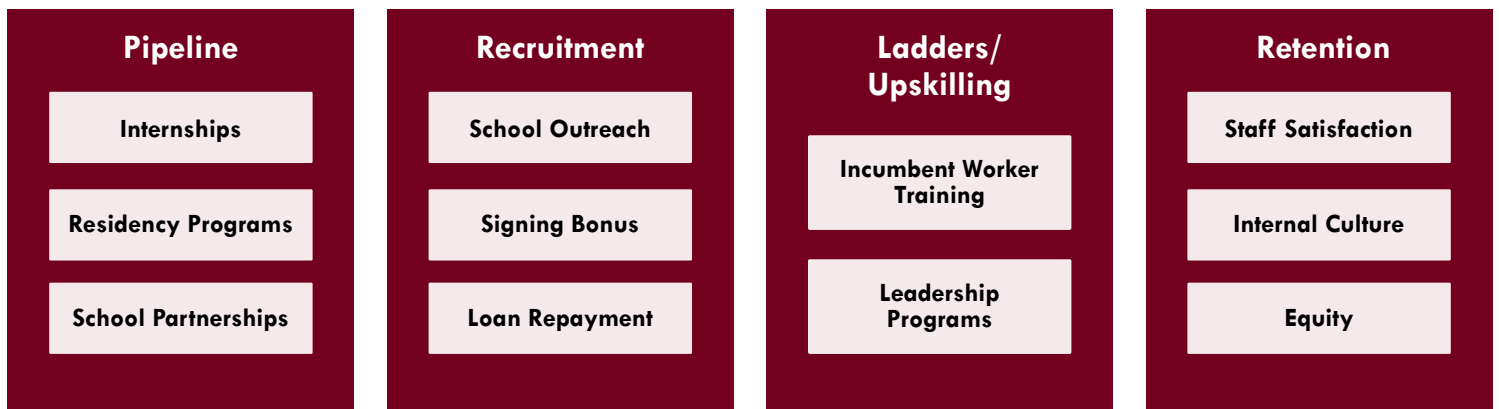 Pipeline
Internships
Residency Programs
School Partnerships
Recruitment
School Outreach
Signing Bonus
Loan Repayment
Ladders/
Upskilling
Incumbent Worker
Training
Leadership
Programs
Retention
Staff Satisfaction
Internal Culture
Equity